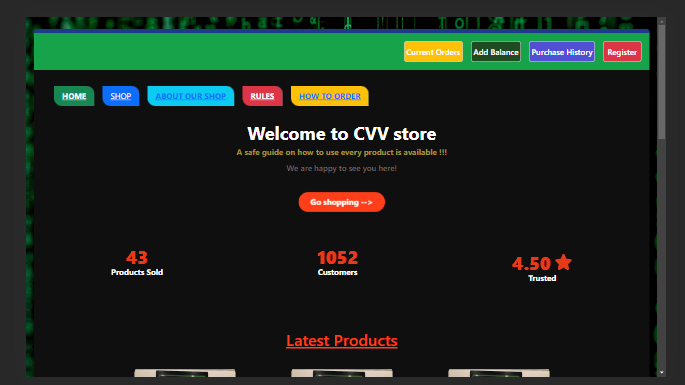 Current Orders Add Balance Purchase History Register
HOME SHOP ABOUT OUR SHOP RULES HOW TO ORDER
Welcome to CVV store
A safe guide on how to use every product is available !!!
We are happy to see you here!
Go shopping -->
43 1052 4.50
Products Sold Customers Trusted
Latest Products